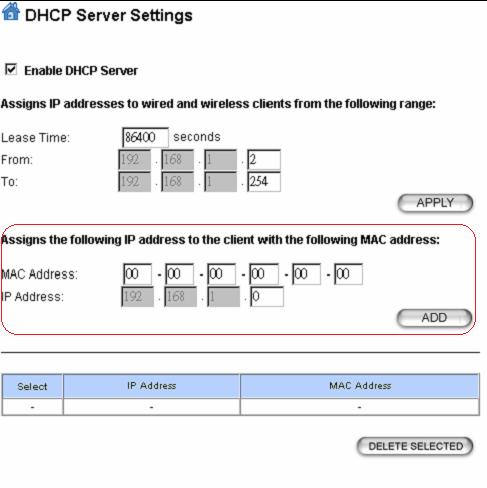 DHCP Server Settings
Enable DHCP Server
Assigns IP addresses to wired and wireless clients from the following range:
Lease Time: 86400 seconds
From: 192 . 168 . 1 . 2
To: 192 . 168 . 1 . 254
APPLY
Assigns the following IP address to the client with the following MAC address:
MAC Address: 00 - 00 - 00 - 00 - 00 - 00
IP Address: 192 . 168 . 1 . 0
ADD
Select IP Address MAC Address
- - -
DELETE SELECTED